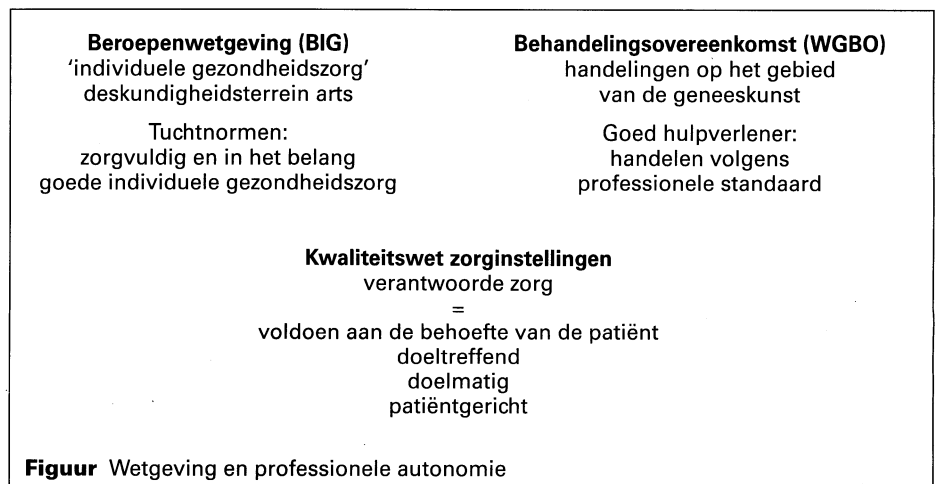 Beroepenwetgeving (BIG)
'individuele gezondheidszorg'
deskundigheidsterrein arts
Tuchtnormen:
zorgvuldig en in het belang
goede individuele gezondheidszorg
Behandelingsovereenkomst (WGBO)
handelingen op het gebied
van de geneeskunst
Goed hulpverlener:
handelen volgens
professionele standaard
Kwaliteitswet zorginstellingen
verantwoorde zorg
=
voldoen aan de behoefte van de patiënt
doeltreffend
doelmatig
patiëntgericht
Figuur Wetgeving en professionele autonomie